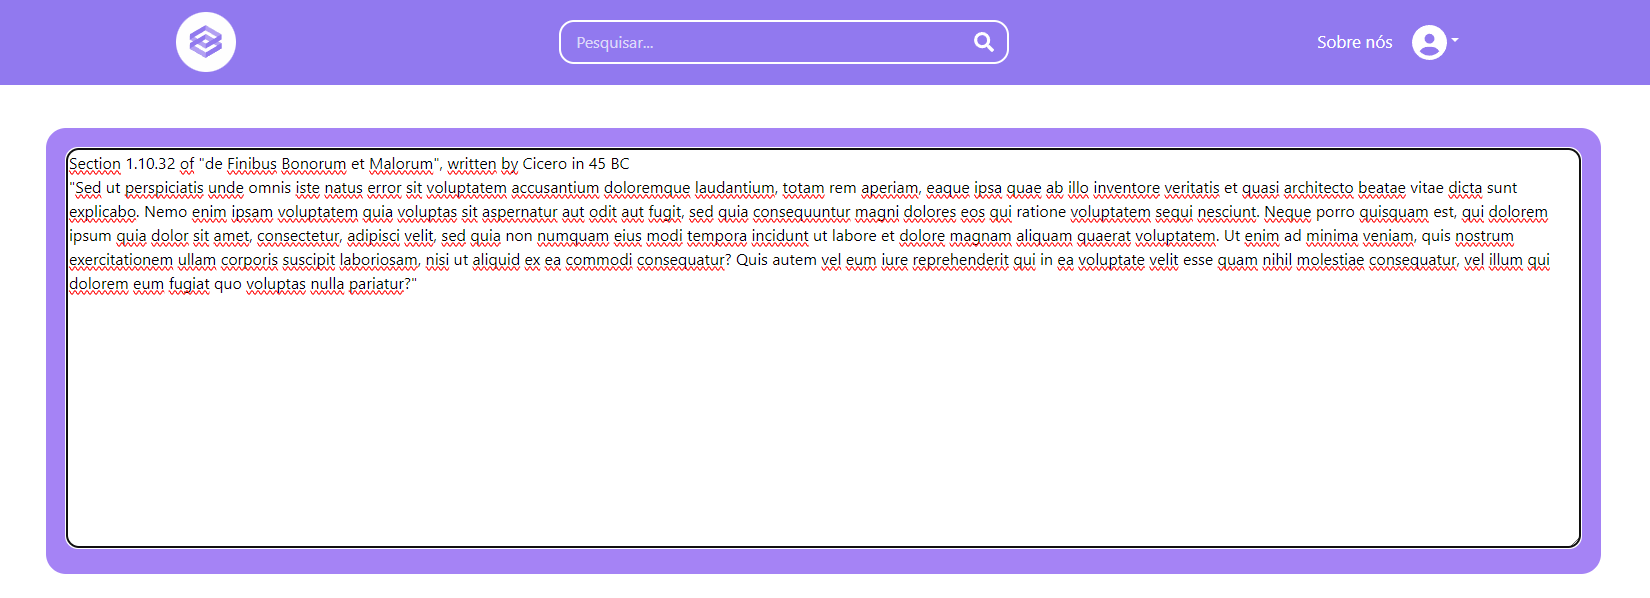 Pesquisar...
Sobre nós
Section 1.10.32 of "de Finibus Bonorum et Malorum", written by Cicero in 45 BC
"Sed ut perspiciatis unde omnis iste natus error sit voluptatem accusantium doloremque laudantium, totam rem aperiam, eaque ipsa quae ab illo inventore veritatis et quasi architecto beatae vitae dicta sunt
explicabo. Nemo enim ipsam voluptatem quia voluptas sit aspernatur aut odit aut fugit, sed quia consequuntur magni dolores eos qui ratione voluptatem sequi nesciunt. Neque porro quisquam est, qui dolorem
ipsum quia dolor sit amet, consectetur, adipisci velit, sed quia non numquam eius modi tempora incidunt ut labore et dolore magnam aliquam quaerat voluptatem. Ut enim ad minima veniam, quis nostrum
exercitationem ullam corporis suscipit laboriosam, nisi ut aliquid ex ea commodi consequatur? Quis autem vel eum iure reprehenderit qui in ea voluptate velit esse quam nihil molestiae consequatur, vel illum qui
dolorem eum fugiat quo voluptas nulla pariatur?"